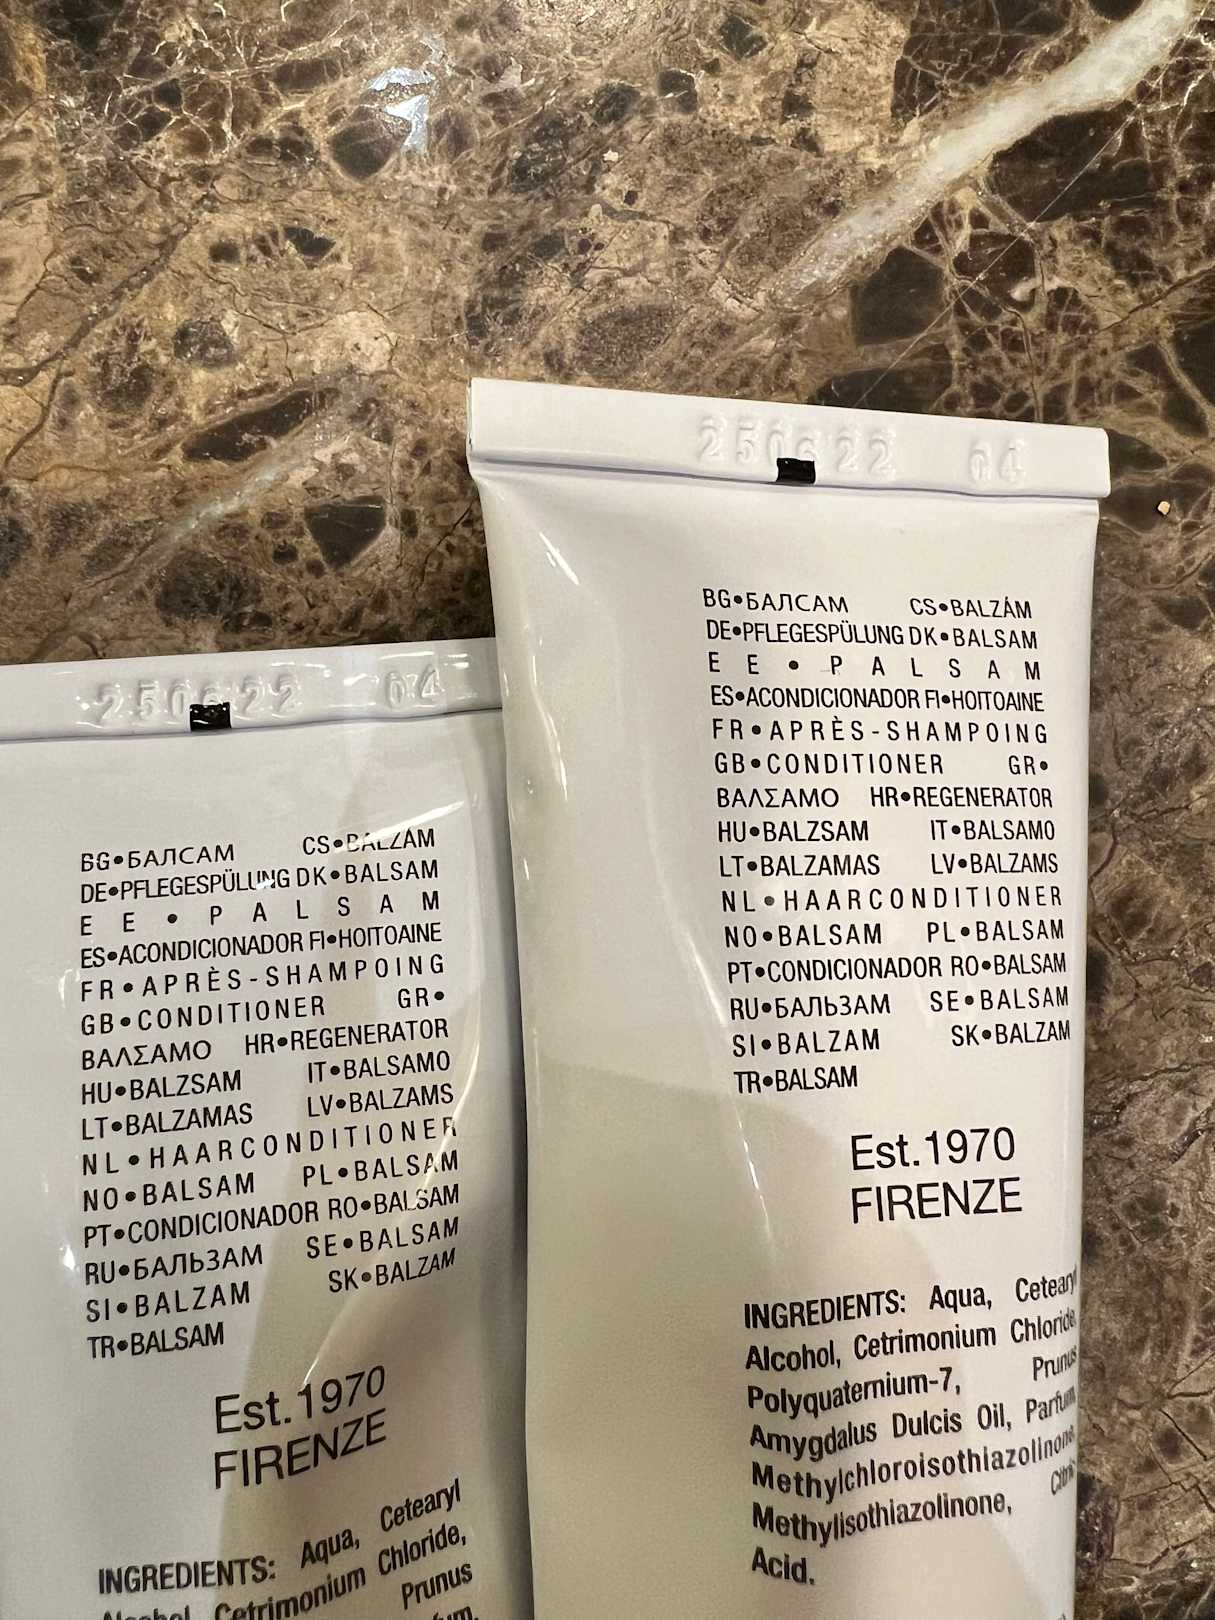 250622 04
BG•БАЛСАМ CS•BALZÁM
DE•PFLEGESPÜLUNG DK•BALSAM
EE•PALSAM
ES•ACONDICIONADOR FI•HOITOAINE
FR•APRÈS-SHAMPOING
GB•CONDITIONER GR•
ΒΑΛΣΑΜΟ HR•REGENERATOR
HU•BALZSAM IT•BALSAMO
LT•BALZAMAS LV•BALZAMS
NL•HAARCONDITIONER
NO•BALSAM PL•BALSAM
PT•CONDICIONADOR RO•BALSAM
RU•БАЛЬЗАМ SE•BALSAM
SI•BALZAM SK•BALZAM
TR•BALSAM
Est.1970
FIRENZE
INGREDIENTS: Aqua, Cetearyl
Alcohol, Cetrimonium Chloride,
Prunus
250622 04
BG•БАЛСАМ CS•BALZÁM
DE•PFLEGESPÜLUNG DK•BALSAM
EE•PALSAM
ES•ACONDICIONADOR FI•HOITOAINE
FR•APRÈS-SHAMPOING
GB•CONDITIONER GR•
ΒΑΛΣΑΜΟ HR•REGENERATOR
HU•BALZSAM IT•BALSAMO
LT•BALZAMAS LV•BALZAMS
NL•HAARCONDITIONER
NO•BALSAM PL•BALSAM
PT•CONDICIONADOR RO•BALSAM
RU•БАЛЬЗАМ SE•BALSAM
SI•BALZAM SK•BALZAM
TR•BALSAM
Est.1970
FIRENZE
INGREDIENTS: Aqua, Cetearyl
Alcohol, Cetrimonium Chloride,
Polyquaternium-7, Prunus
Amygdalus Dulcis Oil, Parfum,
Methylchloroisothiazolinone,
Methylisothiazolinone, Citric
Acid.